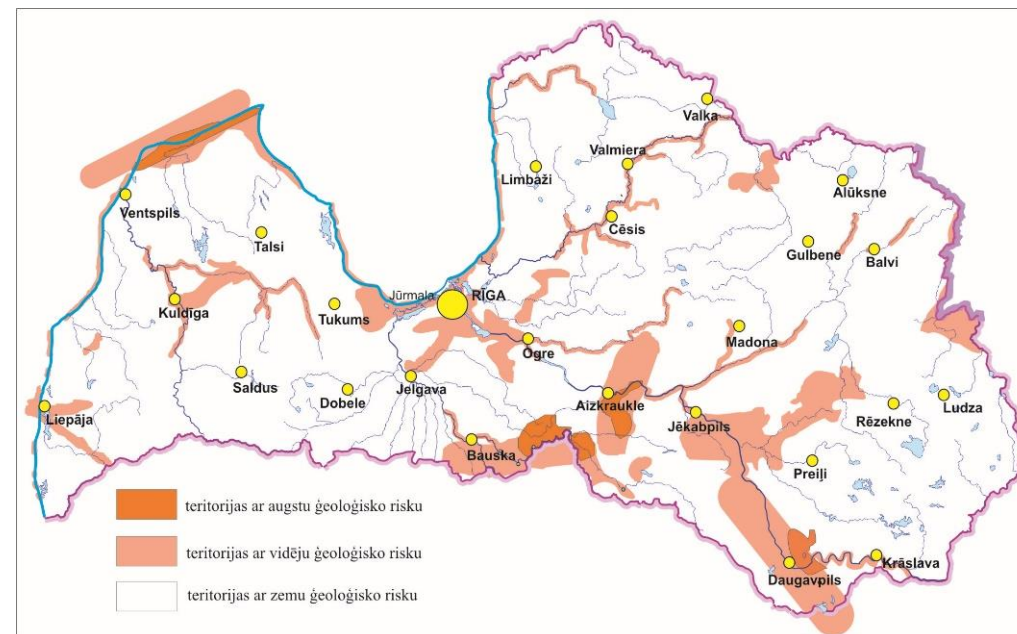 Valka
Valmiera
Limbaži
Alūksne
Ventspils
Cēsis
Talsi
Gulbene
Balvi
Jūrmala
RĪGA
Kuldīga
Tukums
Ogre
Madona
Saldus
Jelgava
Dobele
Aizkraukle
Liepāja
Jēkabpils
Rēzekne
Ludza
Bauska
Preiļi
teritorijas ar augstu ģeoloģisko risku
teritorijas ar vidēju ģeoloģisko risku
Krāslava
Daugavpils
teritorijas ar zemu ģeoloģisko risku